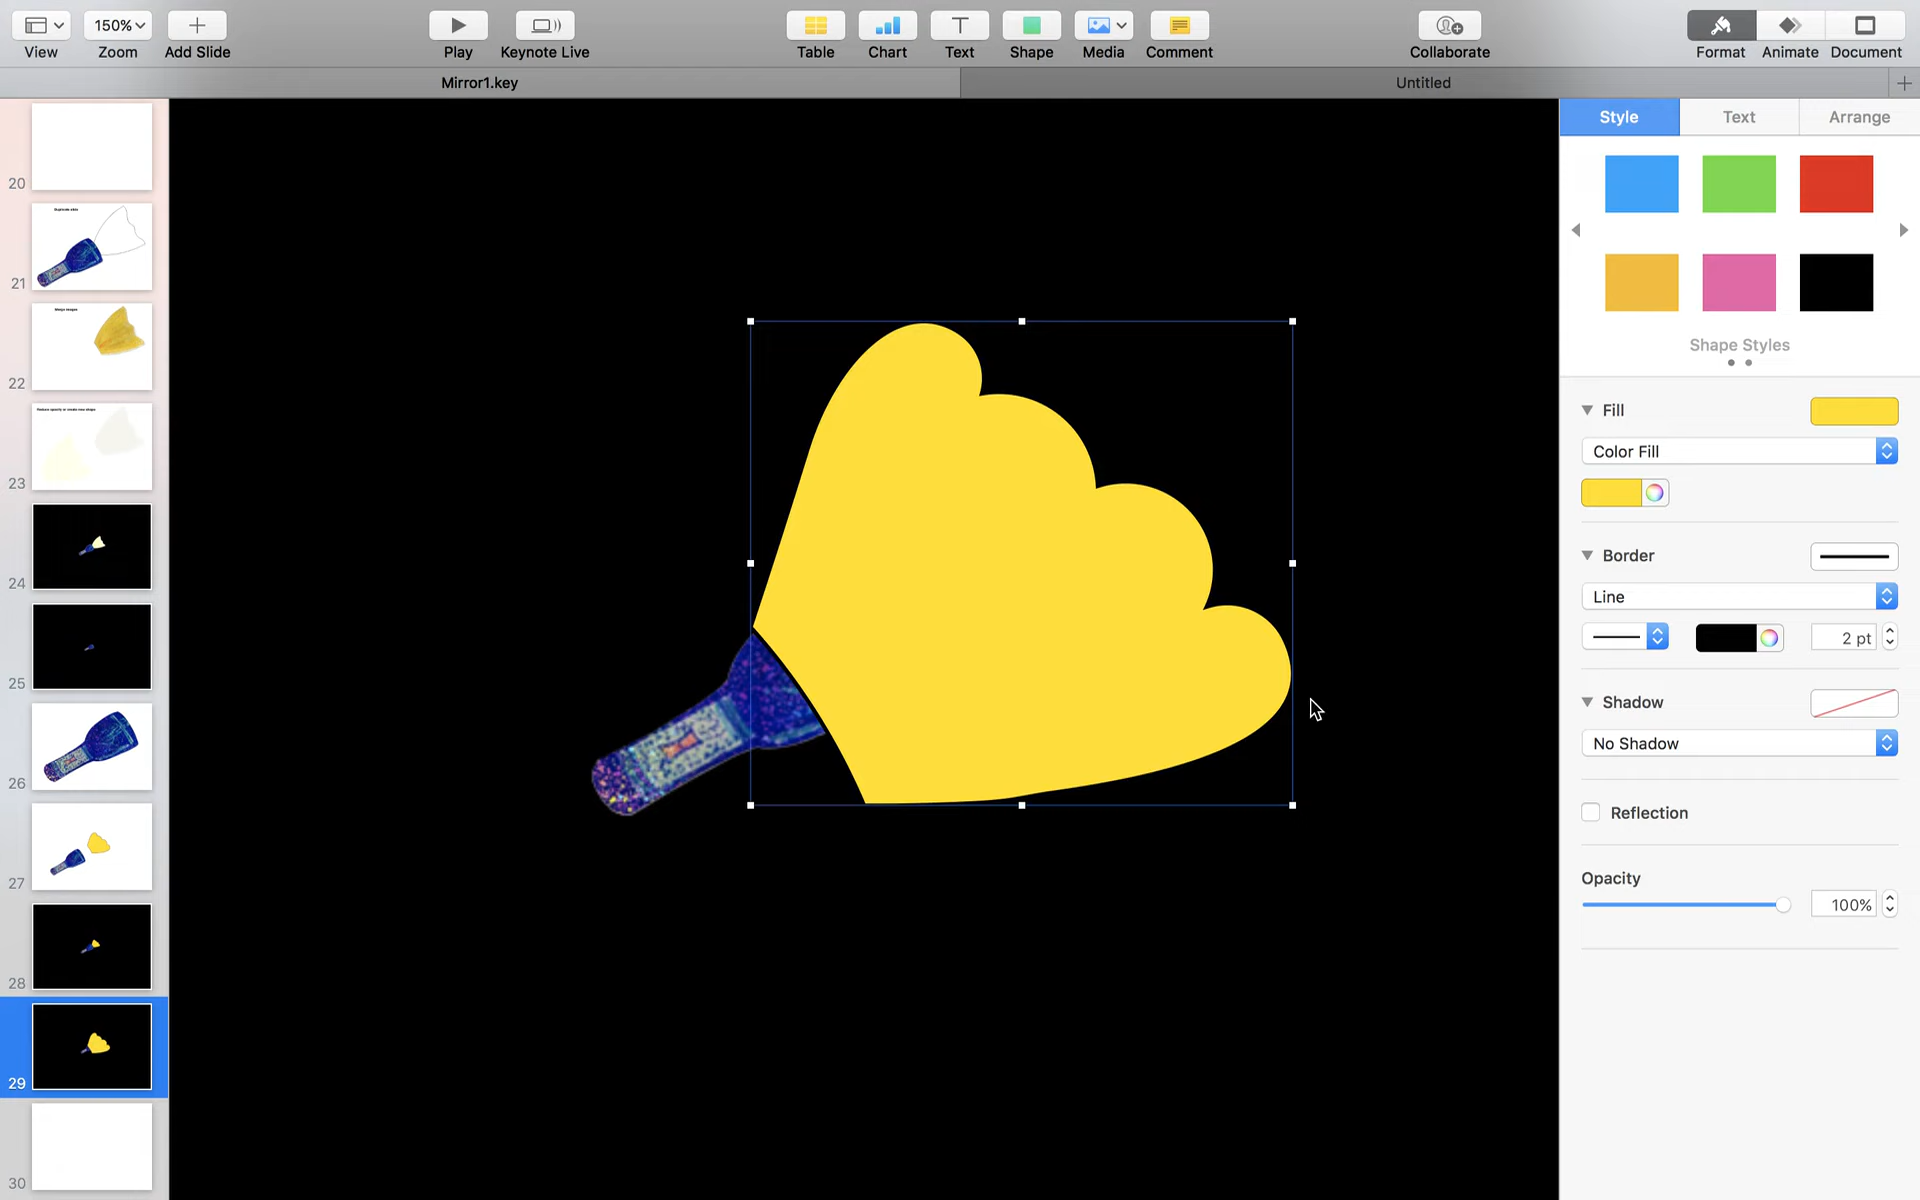 150%
View
Zoom
Add Slide
Play
Keynote Live
Table
Chart
Text
Shape
Media
Comment
Collaborate
Format
Animate
Document
Mirror1.key
Untitled
Style
Text
Arrange
Shape Styles
Fill
Color Fill
Border
Line
2 pt
Shadow
No Shadow
Reflection
Opacity
100%
20
21
22
23
24
25
26
27
28
29
30